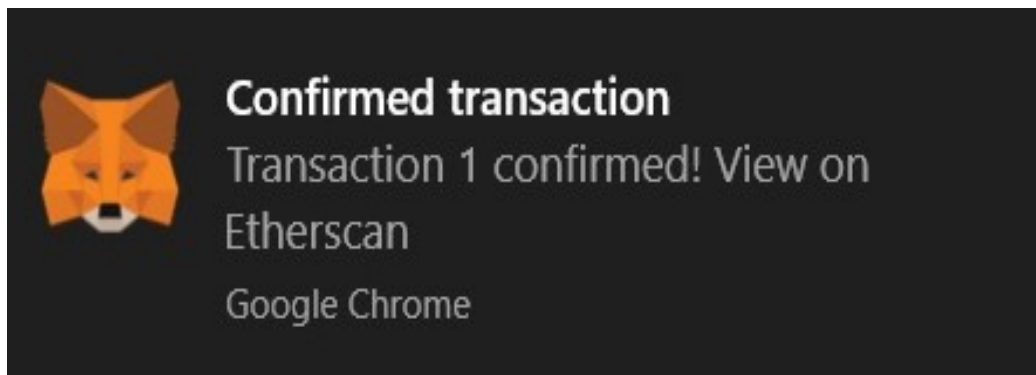 Confirmed transaction
Transaction 1 confirmed! View on
Etherscan
Google Chrome